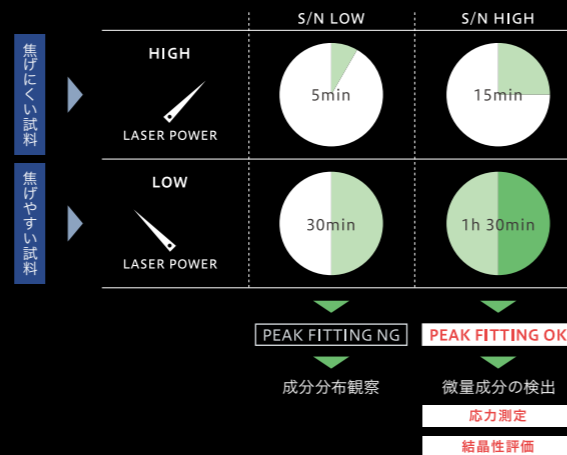 S/N LOW
S/N HIGH
焦げにくい試料
HIGH
LASER POWER
5min
15min
焦げやすい試料
LOW
LASER POWER
30min
1h 30min
PEAK FITTING NG
PEAK FITTING OK
成分分布観察
微量成分の検出
応力測定
結晶性評価